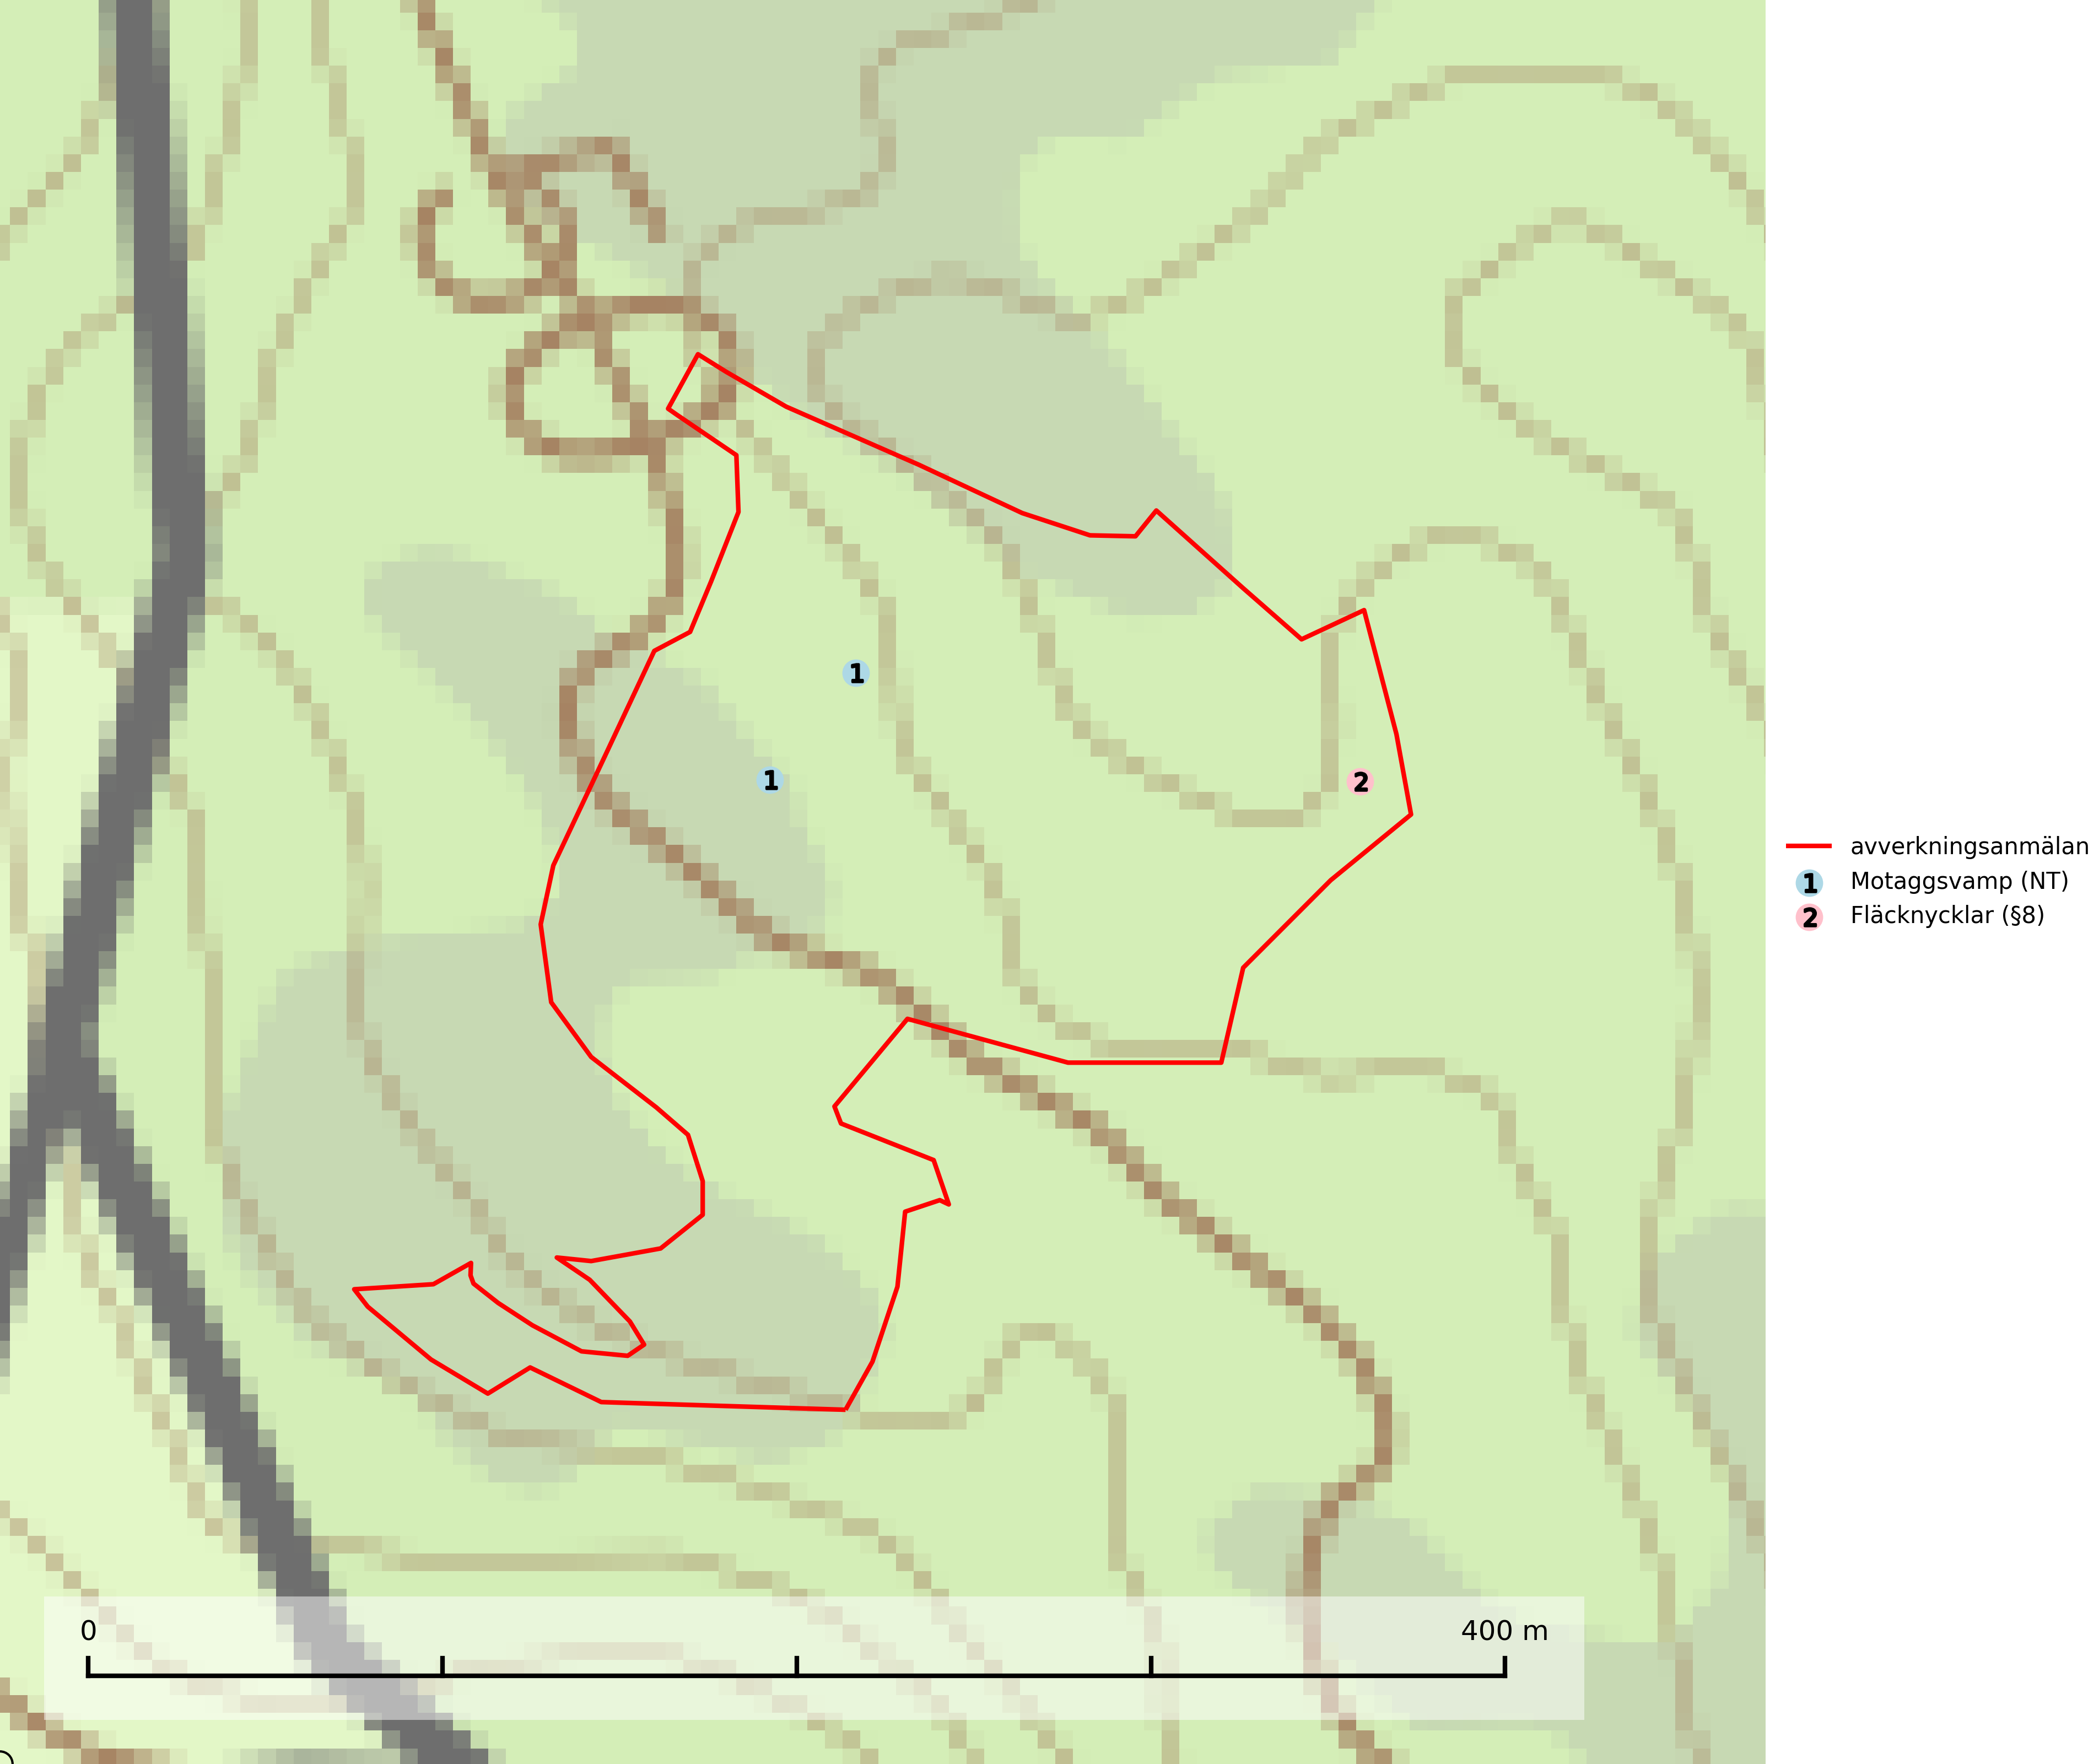 1
1
2
avverkningsanmälan
1 Motaggsvamp (NT)
2 Fläcknycklar (§8)
0 400 m